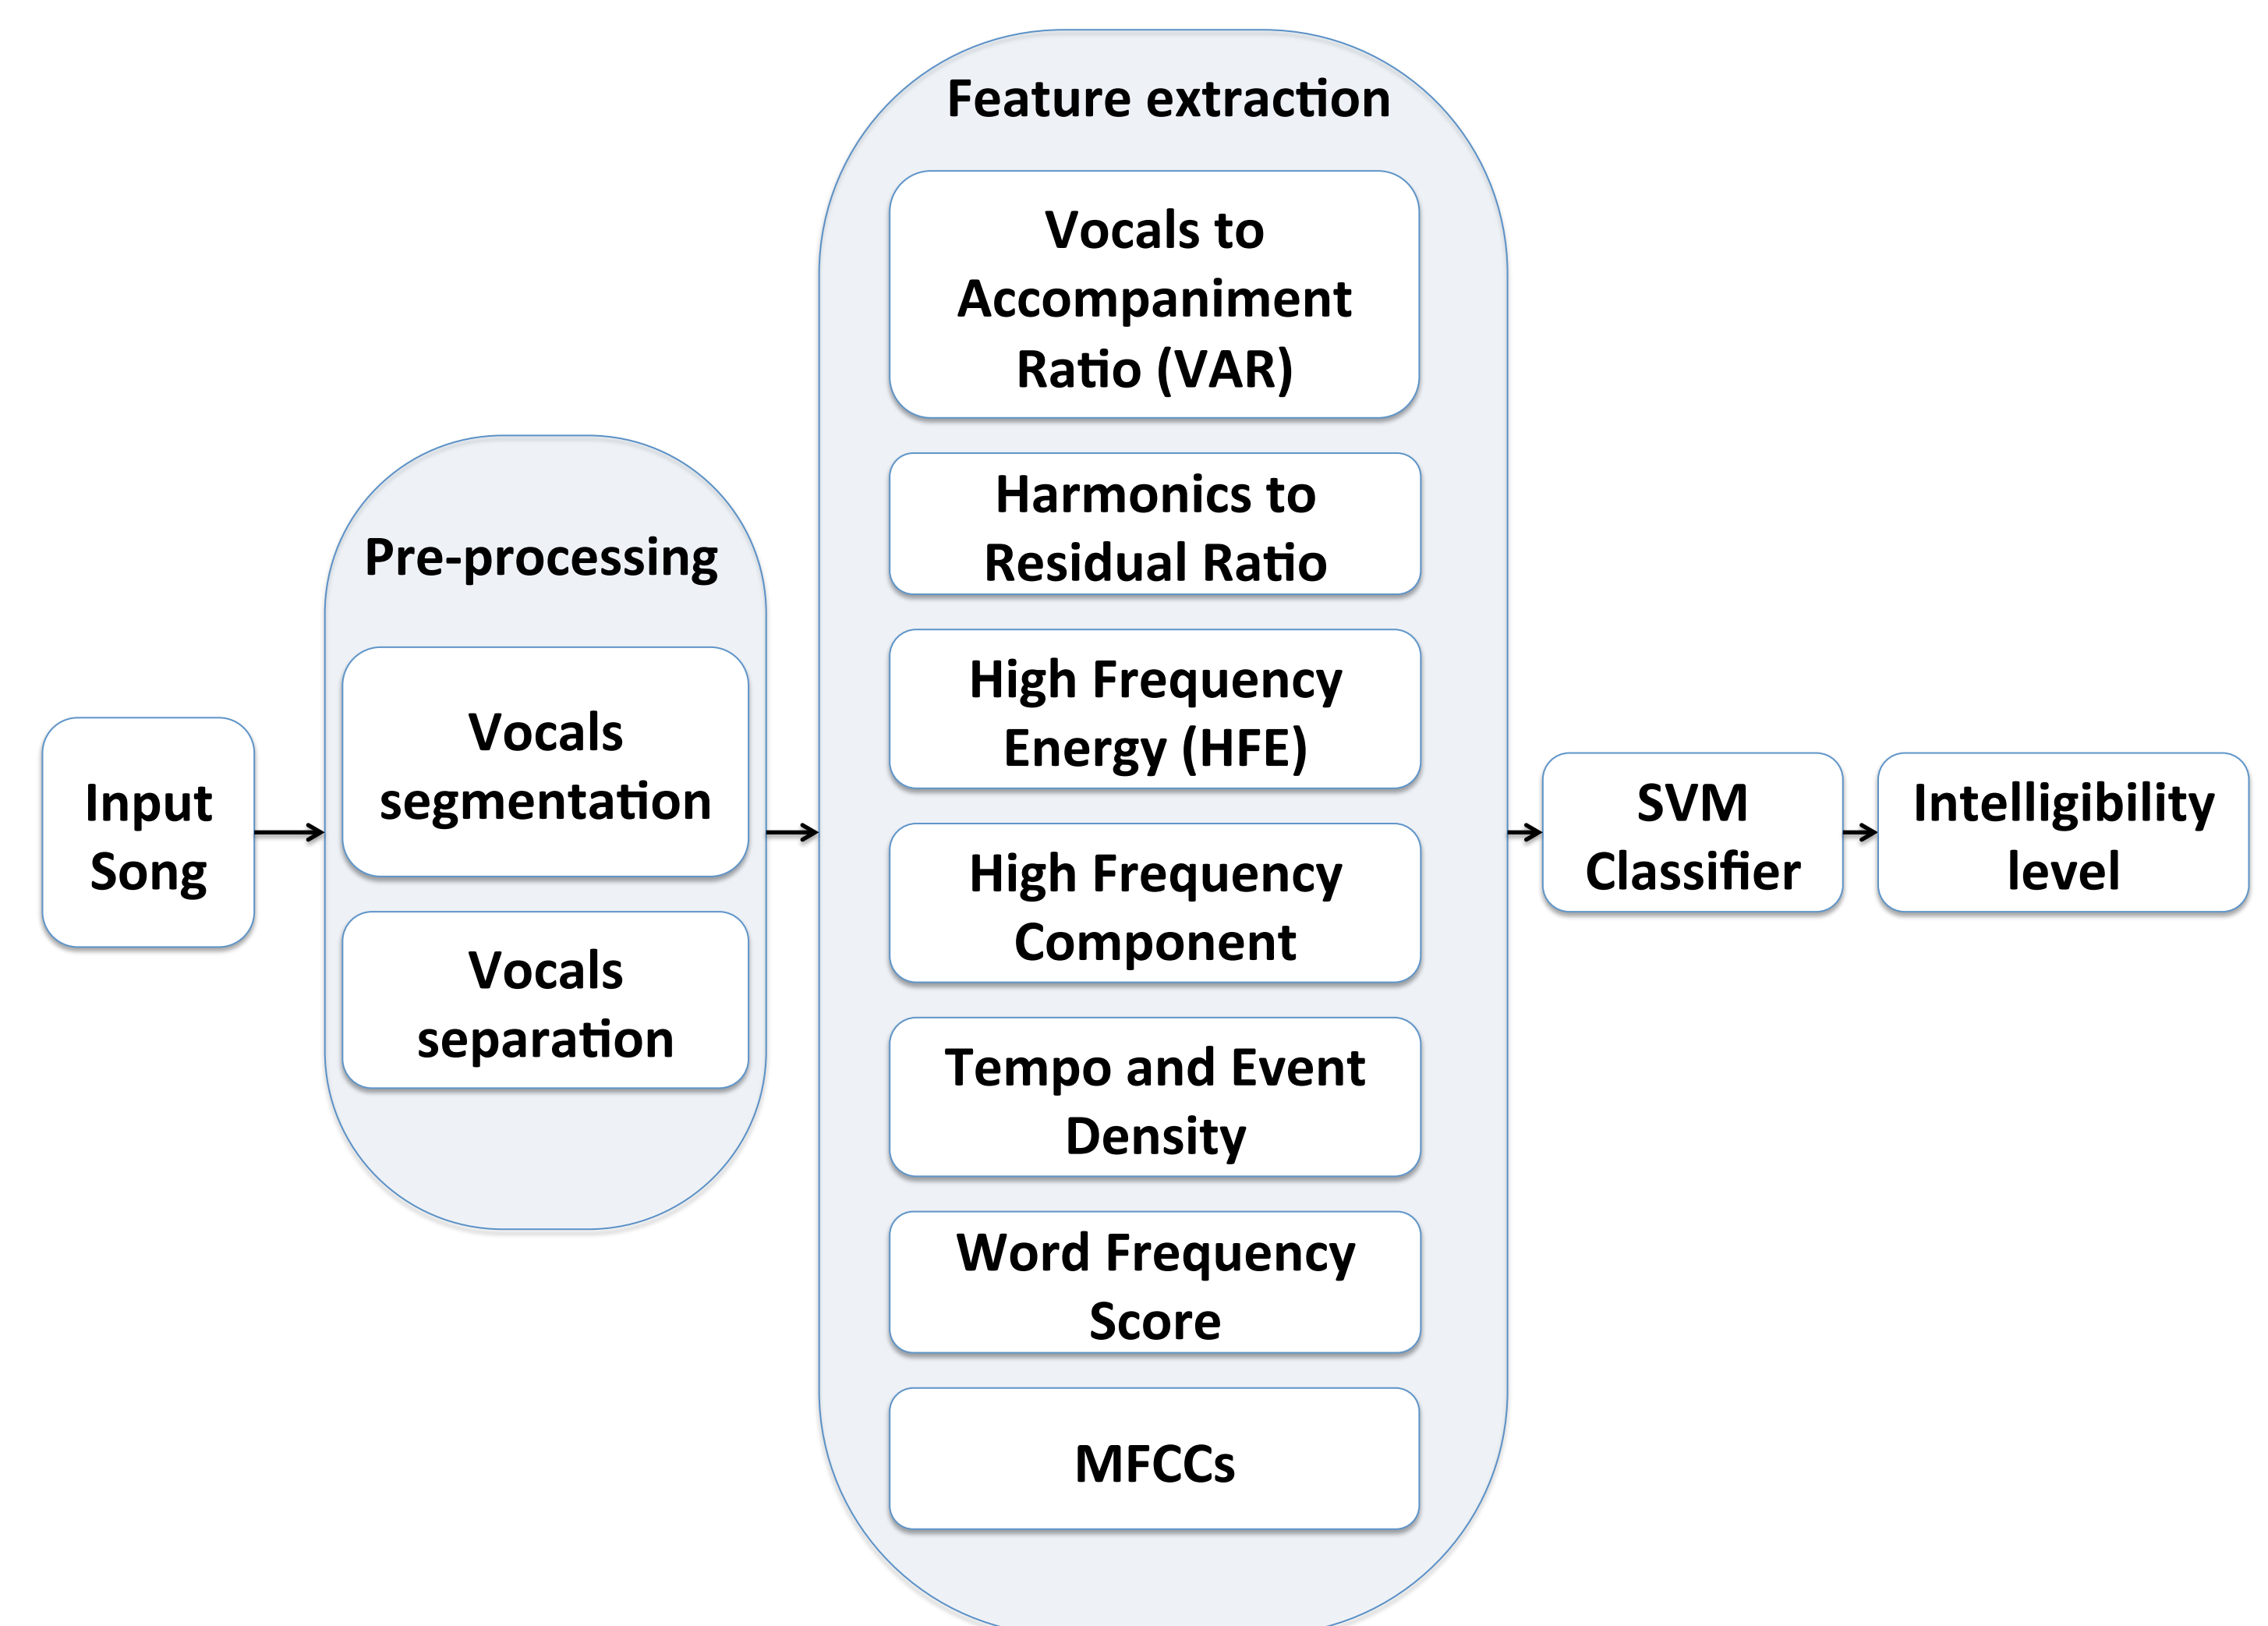 Input
Song
Pre-processing
Vocals
segmentation
Vocals
separation
Feature extraction
Vocals to
Accompaniment
Ratio (VAR)
Harmonics to
Residual Ratio
High Frequency
Energy (HFE)
High Frequency
Component
Tempo and Event
Density
Word Frequency
Score
MFCCs
SVM
Classifier
Intelligibility
level